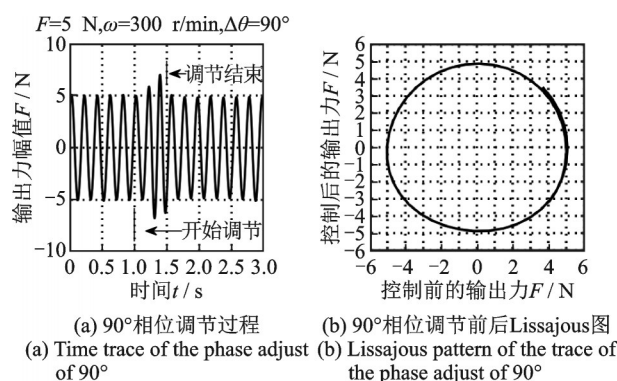 F=5 N,ω=300 r/min,Δθ=90°
输出力幅值F / N
10
5
0
−5
−10
调节结束
开始调节
0 0.5 1.0 1.5 2.0 2.5 3.0
时间t / s
(a) 90°相位调节过程
(a) Time trace of the phase adjust
of 90°
控制后的输出力F / N
6
5
4
3
2
1
0
−1
−2
−3
−4
−5
−6
−6 −4 −2 0 2 4 6
控制前的输出力F / N
(b) 90°相位调节前后Lissajous图
(b) Lissajous pattern of the trace of
the phase adjust of 90°